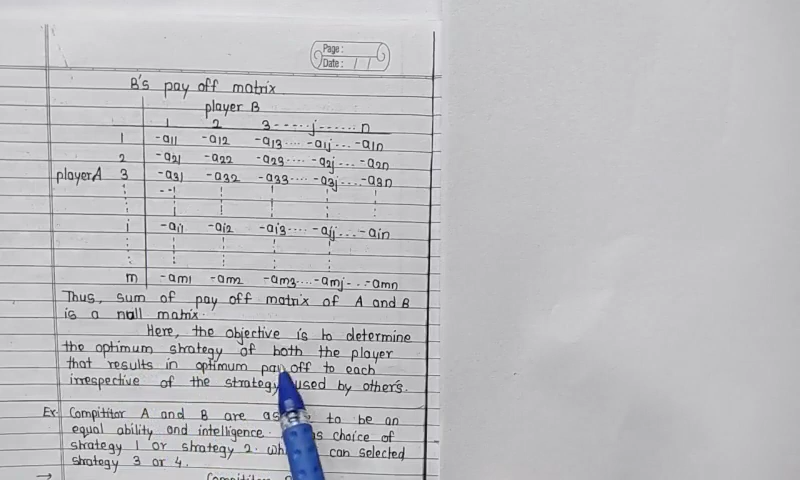 Page :
Date : / /
B's pay off matrix
player B
1 2 3 ------ j ------ n
1 -a11 -a12 -a13 .... -a1j ... -a1n
2 -a21 -a22 -a23 .... -a2j ... -a2n
playerA 3 -a31 -a32 -a33 .... -a3j .... -a3n
i -ai1 -ai2 -ai3 .... -aij ... -ain
m -am1 -am2 -am3 .... -amj ... -amn
Thus, sum of pay off matrix of A and B
is a null matrix.
Here, the objective is to determine
the optimum strategy of both the player
that results in optimum pay off to each
irrespective of the strategy used by others.
Ex. Compititor A and B are to be an
equal ability and intelligence. choice of
strategy 1 or strategy 2. can selected
strategy 3 or 4.
→